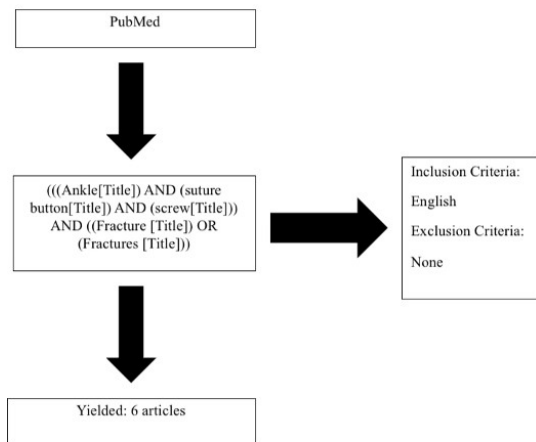 PubMed
(((Ankle[Title]) AND (suture
button[Title]) AND (screw[Title]))
AND ((Fracture [Title]) OR
(Fractures [Title]))
Inclusion Criteria:
English
Exclusion Criteria:
None
Yielded: 6 articles